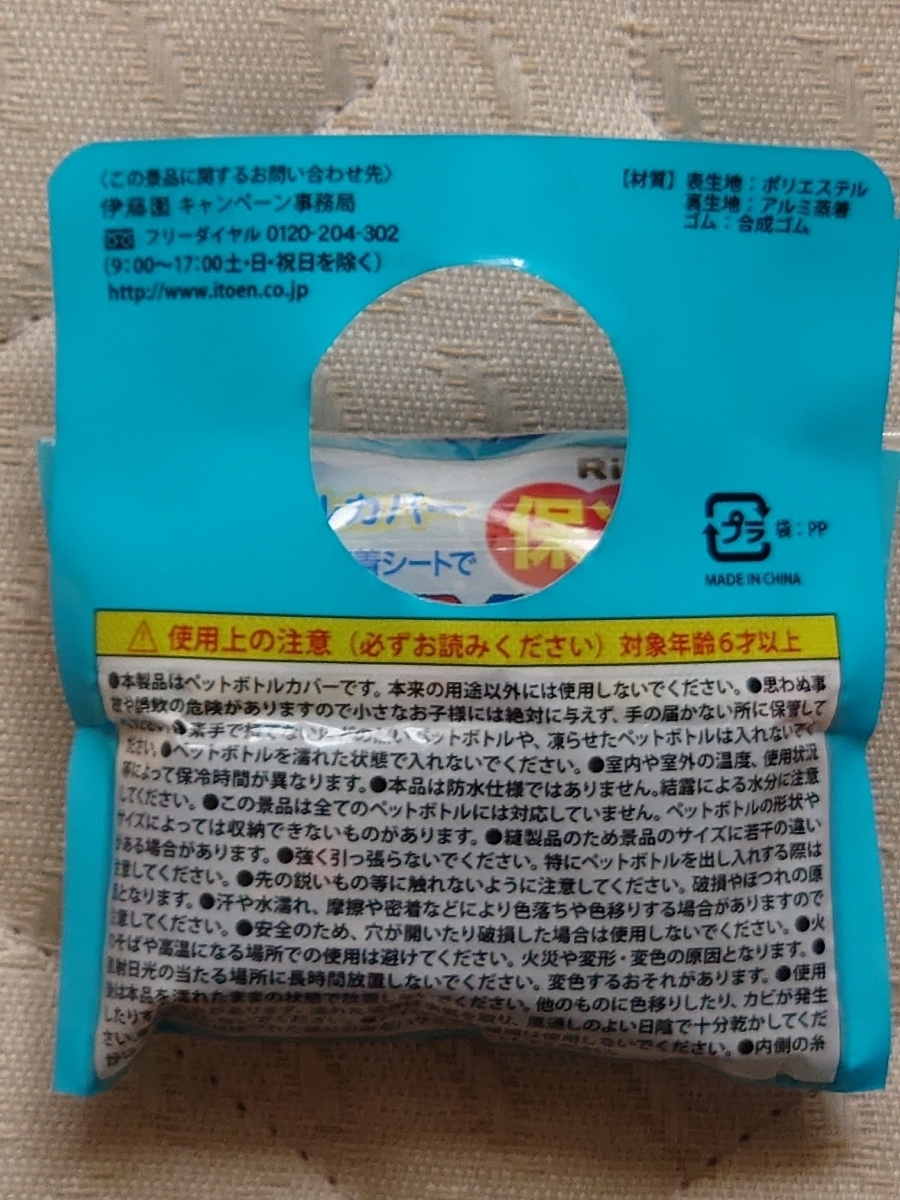 〈この景品に関するお問い合わせ先〉
伊藤園 キャンペーン事務局
フリーダイヤル 0120-204-302
(9:00〜17:00土・日・祝日を除く)
http://www.itoen.co.jp
【材質】表生地：ポリエステル
裏生地：アルミ蒸着
ゴム：合成ゴム
Ri
カバー
保
着シートで
プラ 袋：PP
MADE IN CHINA
使用上の注意（必ずお読みください）対象年齢6才以上
●本製品はペットボトルカバーです。本来の用途以外には使用しないでください。●思わぬ事
故や誤飲の危険がありますので小さなお子様には絶対に与えず、手の届かない所に保管して
ペットボトルや、凍らせたペットボトルは入れないでく
ださい。●ペットボトルを濡れた状態で入れないでください。●室内や室外の温度、使用状況
等によって保冷時間が異なります。●本品は防水仕様ではありません。結露による水分に注意
してください。●この景品は全てのペットボトルには対応していません。ペットボトルの形状や
サイズによっては収納できないものがあります。●縫製品のため景品のサイズに若干の違い
がある場合があります。●強く引っ張らないでください。特にペットボトルを出し入れする際は
注意してください。●先の鋭いもの等に触れないように注意してください。破損やほつれの原
因となります。●汗や水濡れ、摩擦や密着などにより色落ちや色移りする場合がありますので
注意してください。●安全のため、穴が開いたり破損した場合は使用しないでください。●火
のそばや高温になる場所での使用は避けてください。火災や変形・変色の原因となります。●
直射日光の当たる場所に長時間放置しないでください。変色するおそれがあります。●使用
後は本品を濡れたままの状態で放置しないでください。他のものに色移りしたり、カビが発生
したりす 風通しのよい日陰で十分乾かしてくだ
さい。 ないでください。●内側の糸